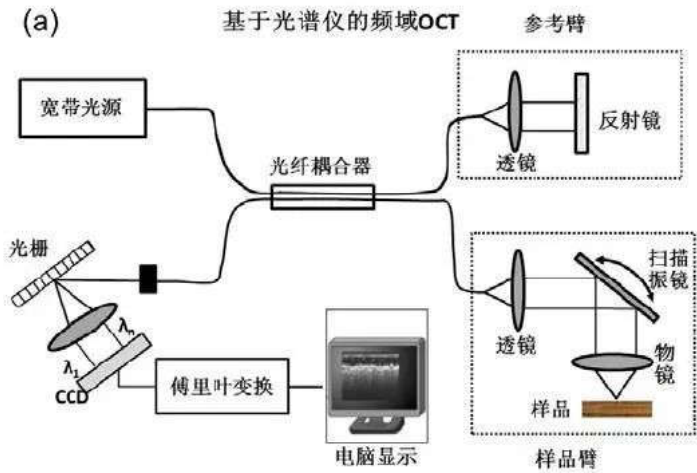 (a)
基于光谱仪的频域OCT
参考臂
宽带光源
反射镜
透镜
光纤耦合器
光栅
扫描
振镜
透镜
物
镜
λn
λ1
CCD
傅里叶变换
样品
电脑显示
样品臂